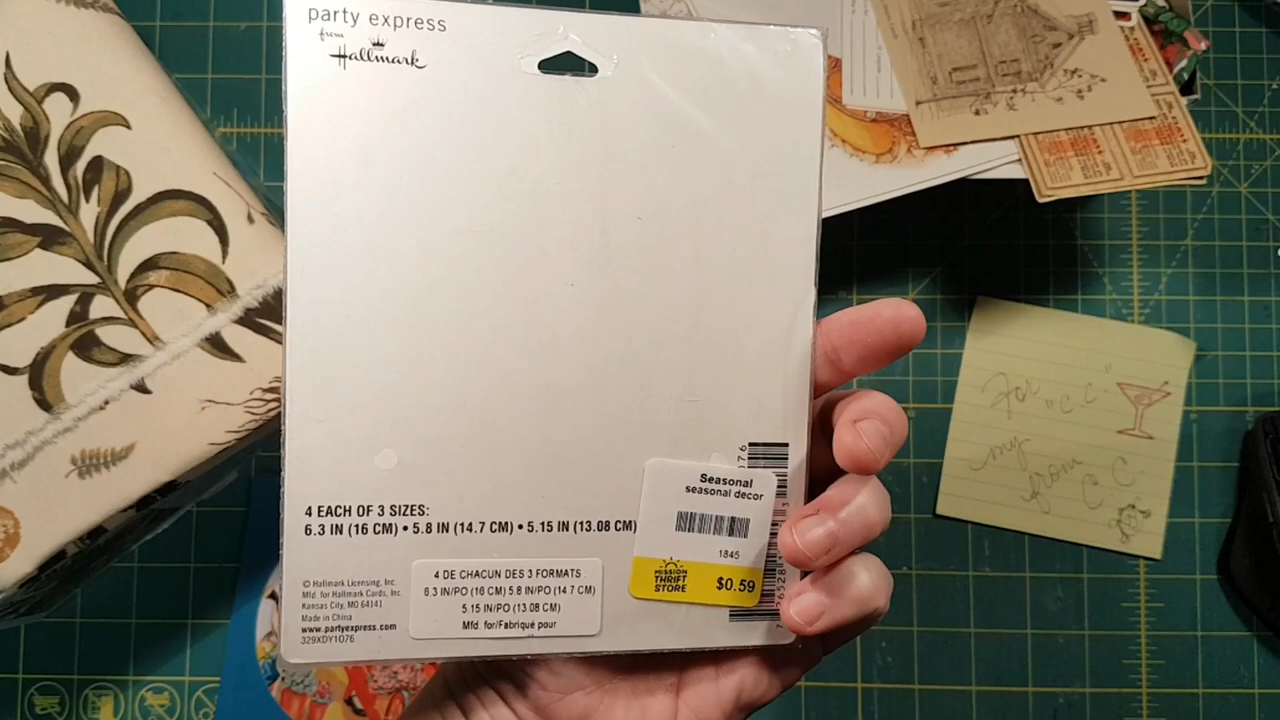 party express
from
Hallmark
4 EACH OF 3 SIZES:
6.3 IN (16 CM) • 5.8 IN (14.7 CM) • 5.15 IN (13.08 CM)
© Hallmark Licensing, Inc.
Mfd. for Hallmark Cards, Inc.
Kansas City, MO 64141
Made in China
www.partyexpress.com
329XDY1076
4 DE CHACUN DES 3 FORMATS
6.3 IN/PO (16 CM) 5.8 IN/PO (14.7 CM)
5.15 IN/PO (13.08 CM)
Mfd. for/Fabriqué pour
Seasonal
seasonal decor
1845
MISSION
THRIFT
STORE
$0.59
For
"C.C."
my
from
C.C